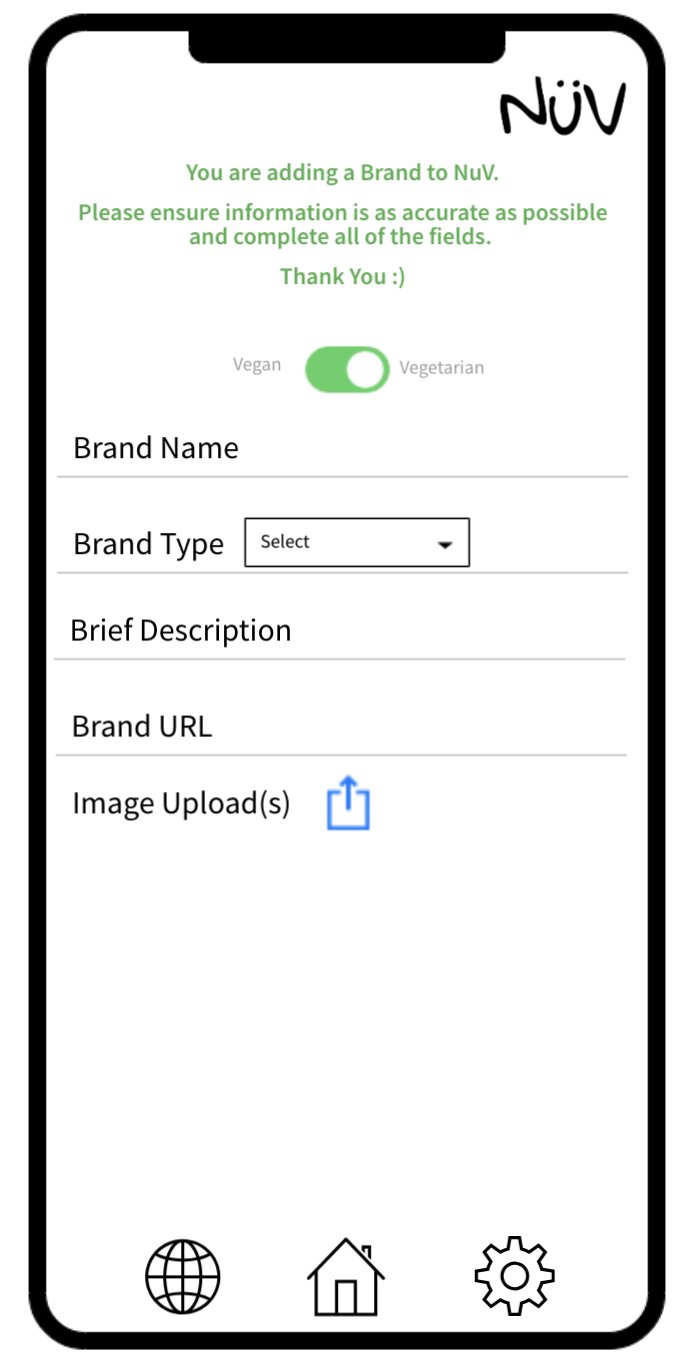 NüV
You are adding a Brand to NuV.
Please ensure information is as accurate as possible
and complete all of the fields.
Thank You :)
Vegan Vegetarian
Brand Name
Brand Type Select
Brief Description
Brand URL
Image Upload(s)